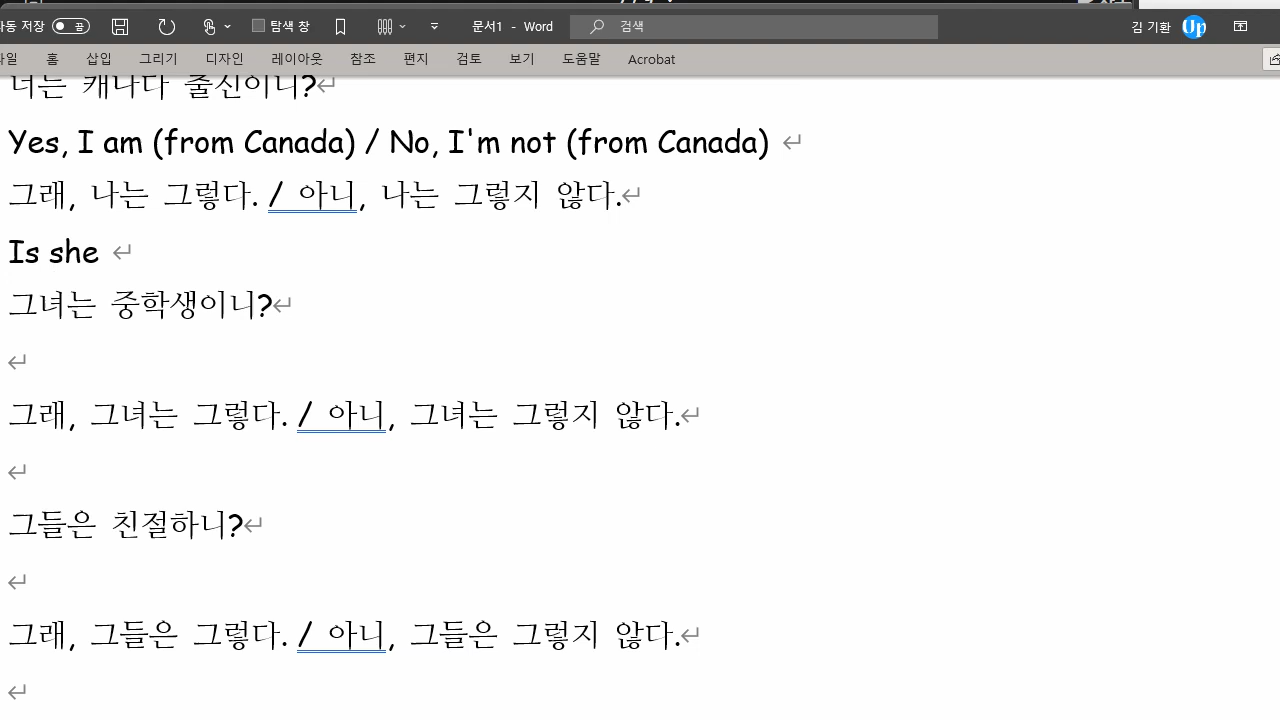 자동 저장 끔 탐색 창 문서1 - Word 검색 김 기환 Up
파일 홈 삽입 그리기 디자인 레이아웃 참조 편지 검토 보기 도움말 Acrobat
너는 캐나다 출신이니?
Yes, I am (from Canada) / No, I'm not (from Canada)
그래, 나는 그렇다. / 아니, 나는 그렇지 않다.
Is she
그녀는 중학생이니?
그래, 그녀는 그렇다. / 아니, 그녀는 그렇지 않다.
그들은 친절하니?
그래, 그들은 그렇다. / 아니, 그들은 그렇지 않다.